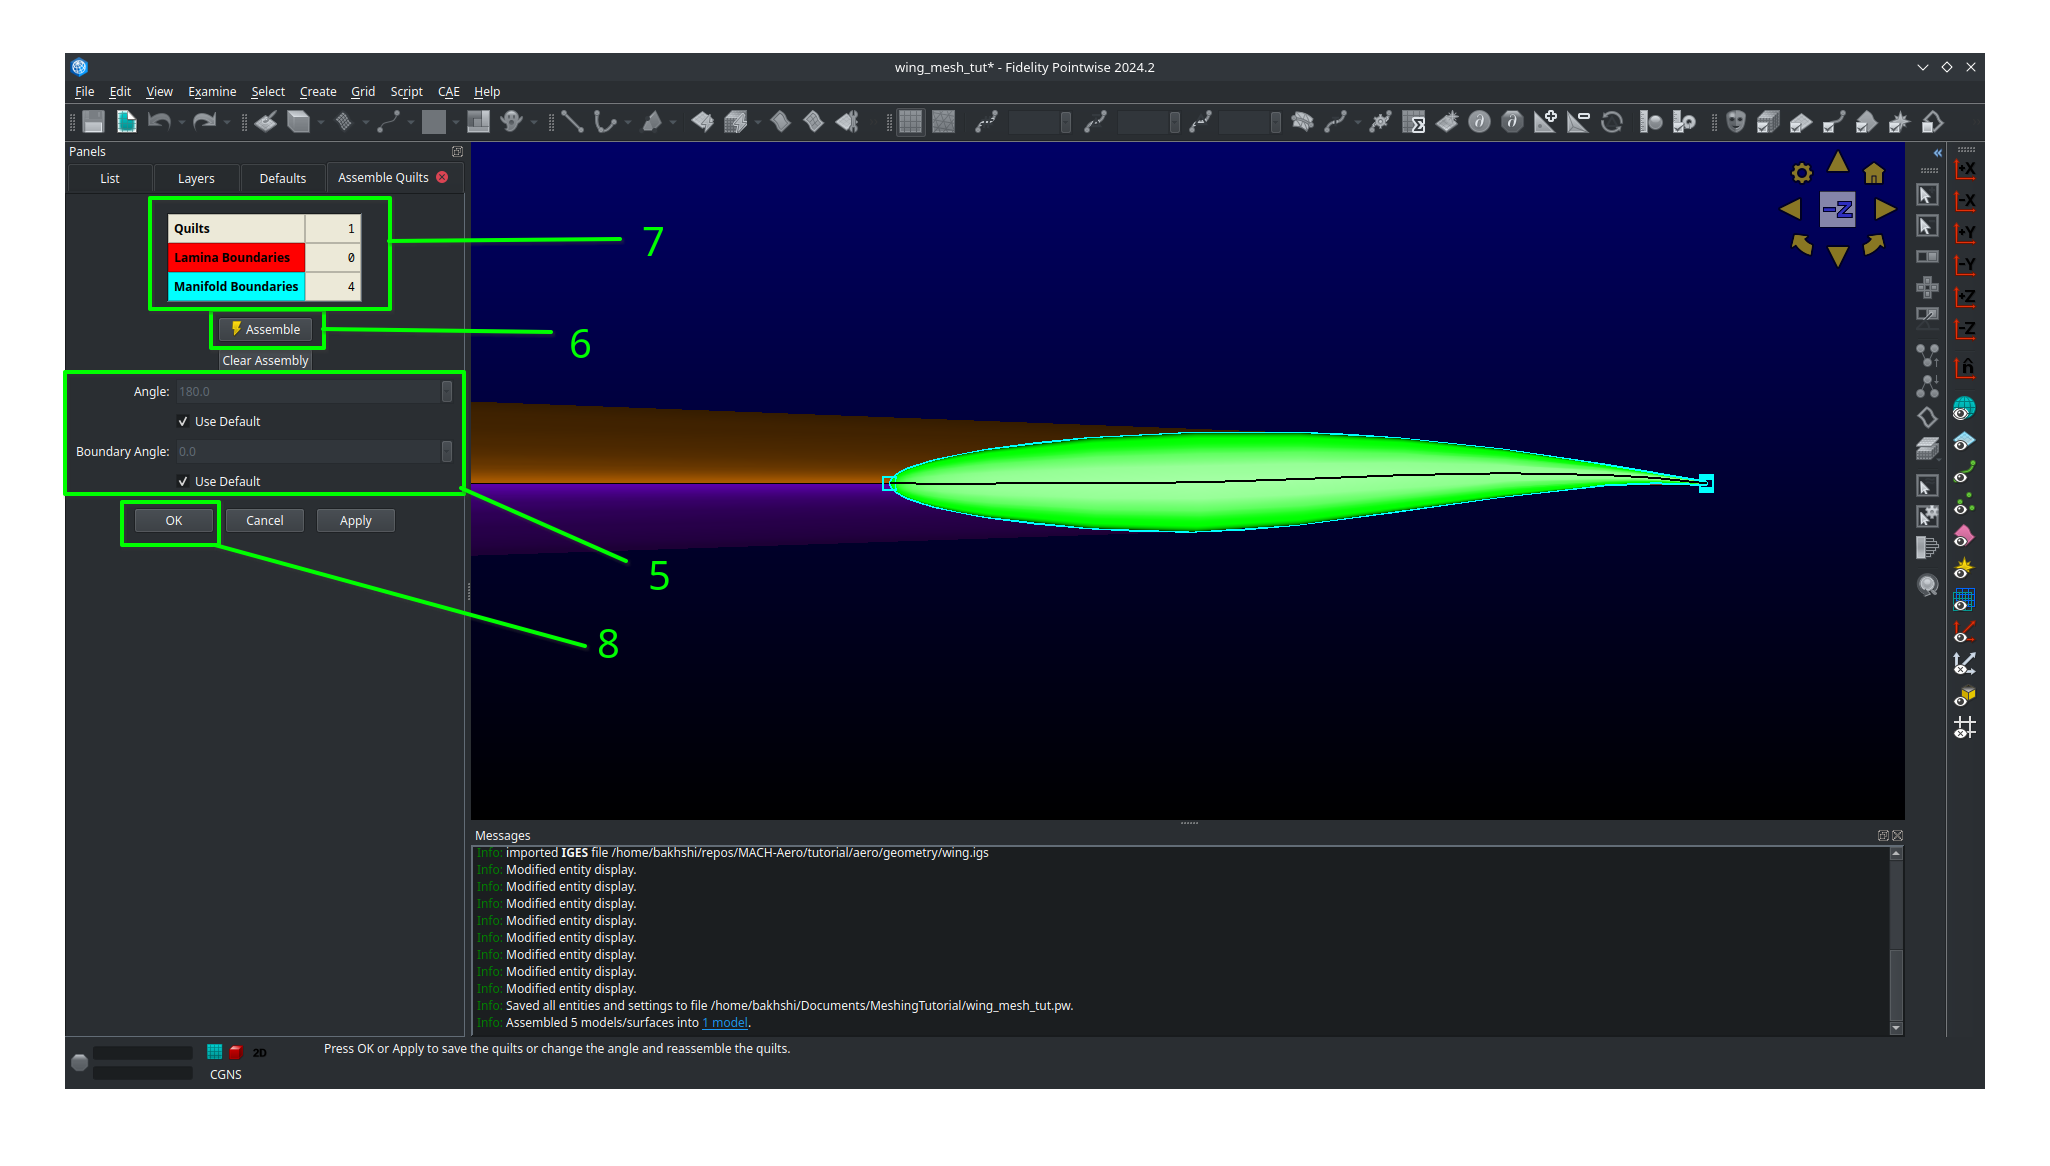 wing_mesh_tut* - Fidelity Pointwise 2024.2
File Edit View Examine Select Create Grid Script CAE Help
Panels
List Layers Defaults Assemble Quilts
Quilts 1
Lamina Boundaries 0
Manifold Boundaries 4
7
Assemble
6
Clear Assembly
Angle: 180.0
Use Default
Boundary Angle: 0.0
Use Default
5
OK Cancel Apply
8
-Z
+X
-X
+Y
-Y
+Z
-Z
n̂
Messages
Info: imported IGES file /home/bakhshi/repos/MACH-Aero/tutorial/aero/geometry/wing.igs
Info: Modified entity display.
Info: Modified entity display.
Info: Modified entity display.
Info: Modified entity display.
Info: Modified entity display.
Info: Modified entity display.
Info: Modified entity display.
Info: Modified entity display.
Info: Saved all entities and settings to file /home/bakhshi/Documents/MeshingTutorial/wing_mesh_tut.pw.
Info: Assembled 5 models/surfaces into 1 model.
2D
Press OK or Apply to save the quilts or change the angle and reassemble the quilts.
CGNS